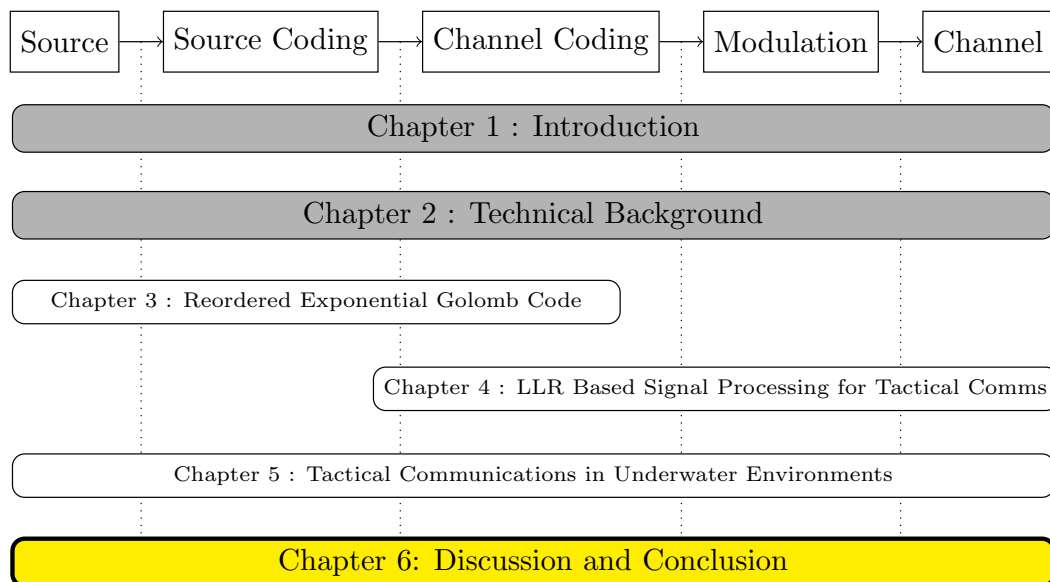 Source Source Coding Channel Coding Modulation Channel
Chapter 1 : Introduction
Chapter 2 : Technical Background
Chapter 3 : Reordered Exponential Golomb Code
Chapter 4 : LLR Based Signal Processing for Tactical Comms
Chapter 5 : Tactical Communications in Underwater Environments
Chapter 6: Discussion and Conclusion